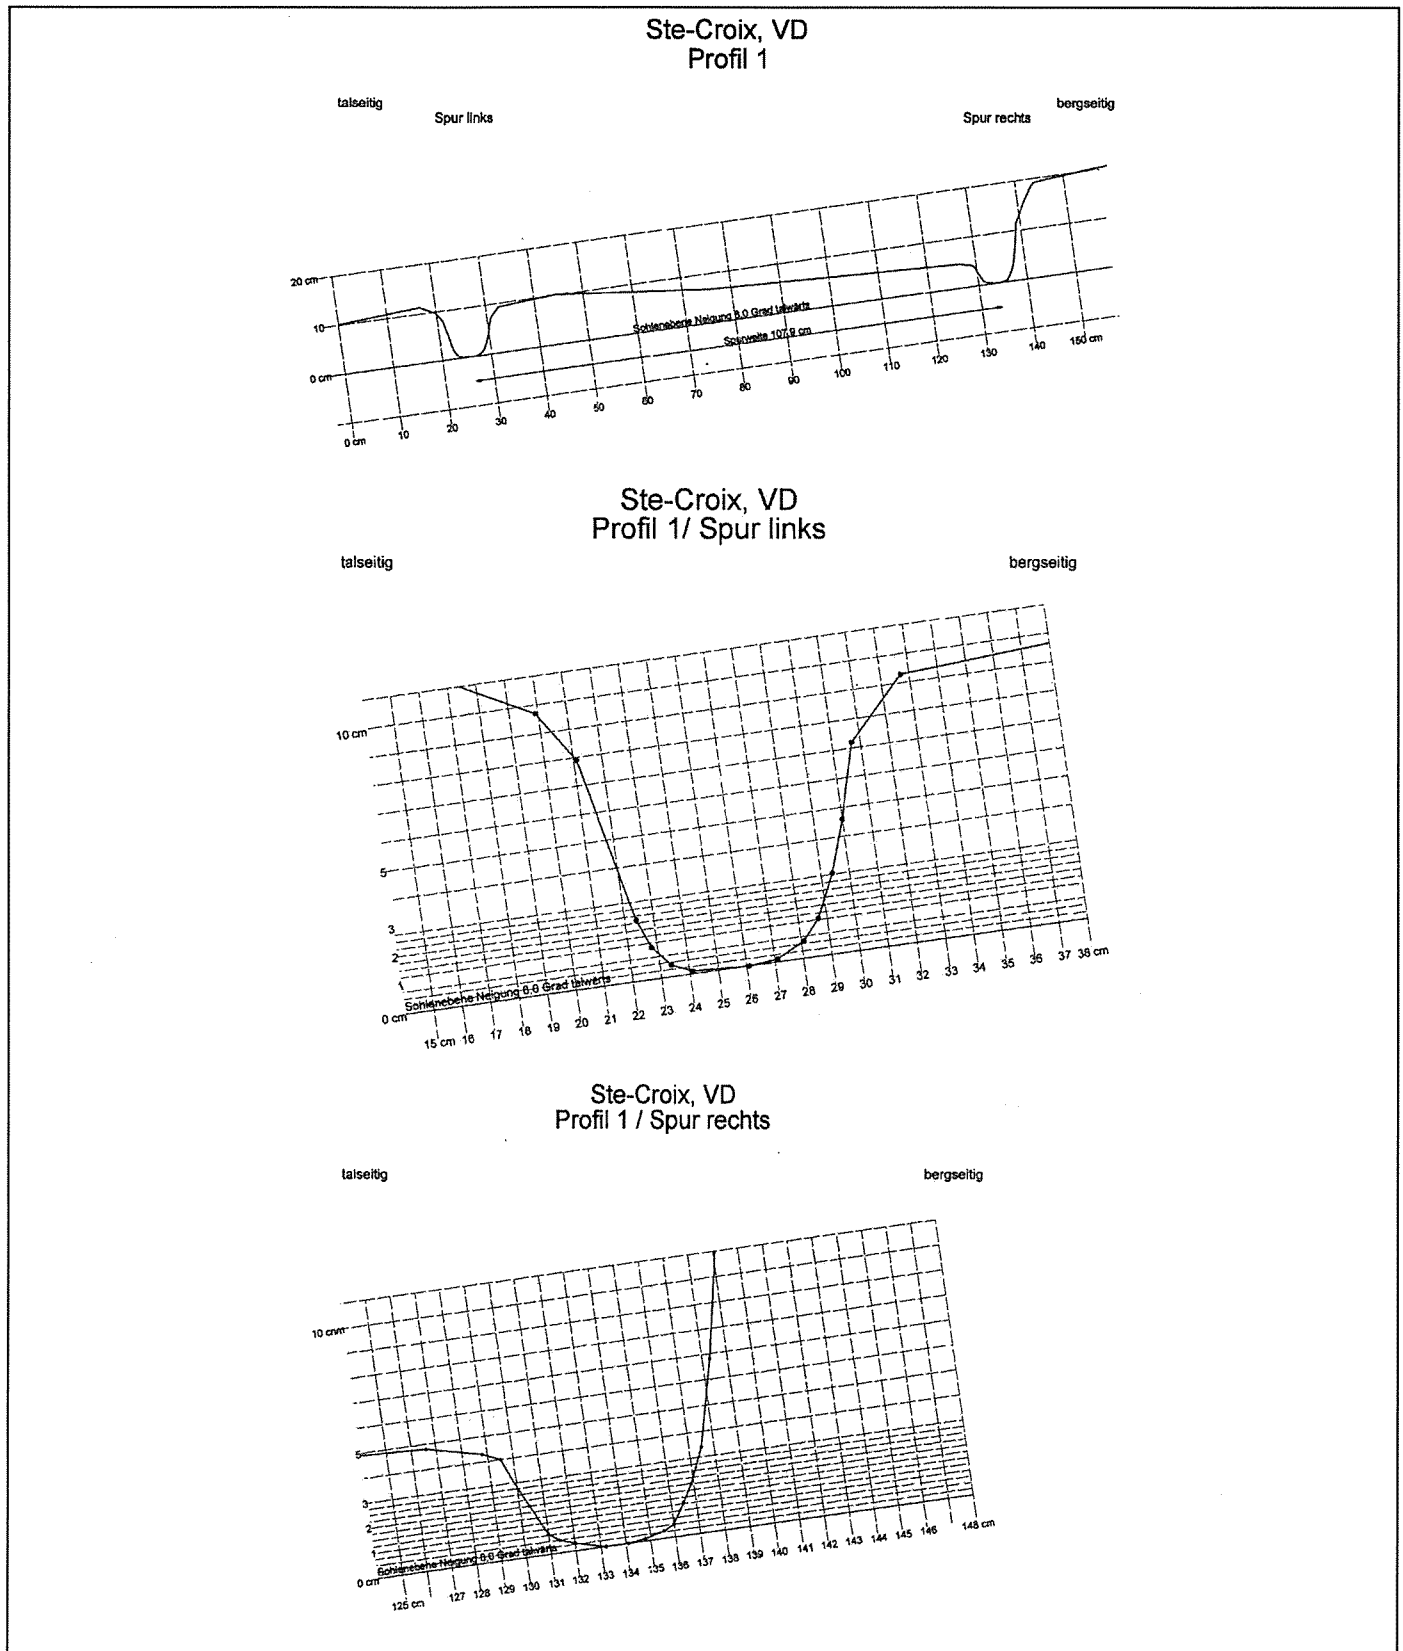 Ste-Croix, VD
Profil 1
talseitig
bergseitig
Spur links
Spur rechts
20 cm
10
0 cm
Sohlenebene Neigung 8.0 Grad talwärts
Spurweite 107.9 cm
0 cm 10 20 30 40 50 60 70 80 90 100 110 120 130 140 150 cm
Ste-Croix, VD
Profil 1/ Spur links
talseitig
bergseitig
10 cm
5
3
2
1
0 cm
Sohlenebene Neigung 8.0 Grad talwärts
15 cm 16 17 18 19 20 21 22 23 24 25 26 27 28 29 30 31 32 33 34 35 36 37 38 cm
Ste-Croix, VD
Profil 1 / Spur rechts
talseitig
bergseitig
10 cm
5
3
2
1
0 cm
Sohlenebene Neigung 8.0 Grad talwärts
125 cm 127 128 129 130 131 132 133 134 135 136 137 138 139 140 141 142 143 144 145 146 148 cm